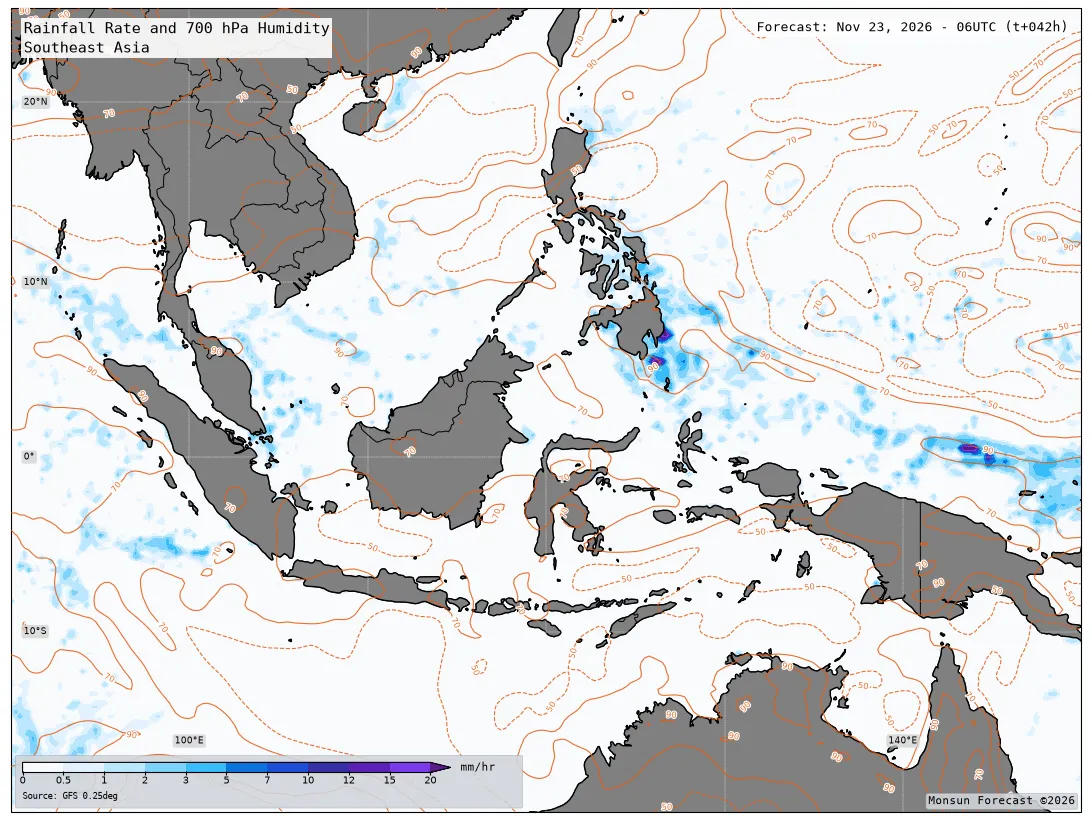 Rainfall Rate and 700 hPa Humidity
Southeast Asia
Forecast: Nov 23, 2026 - 06UTC (t+042h)
20°N
10°N
0°
10°S
100°E
140°E
0 0.5 1 2 3 5 7 10 12 15 20
mm/hr
Source: GFS 0.25deg
Monsun Forecast ©2026